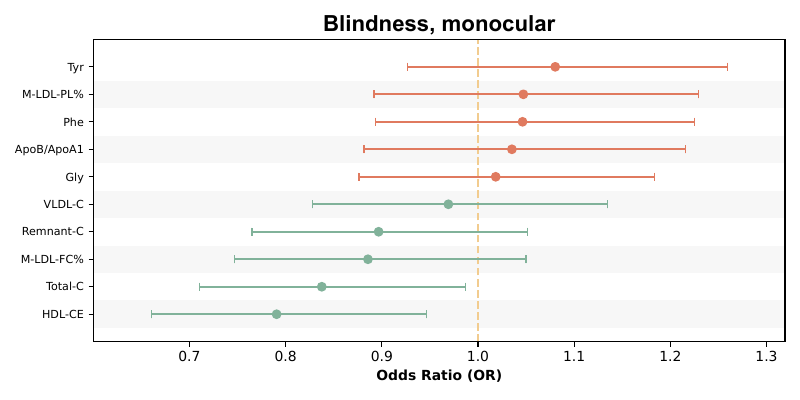 Blindness, monocular
Tyr
M-LDL-PL%
Phe
ApoB/ApoA1
Gly
VLDL-C
Remnant-C
M-LDL-FC%
Total-C
HDL-CE
0.7 0.8 0.9 1.0 1.1 1.2 1.3
Odds Ratio (OR)